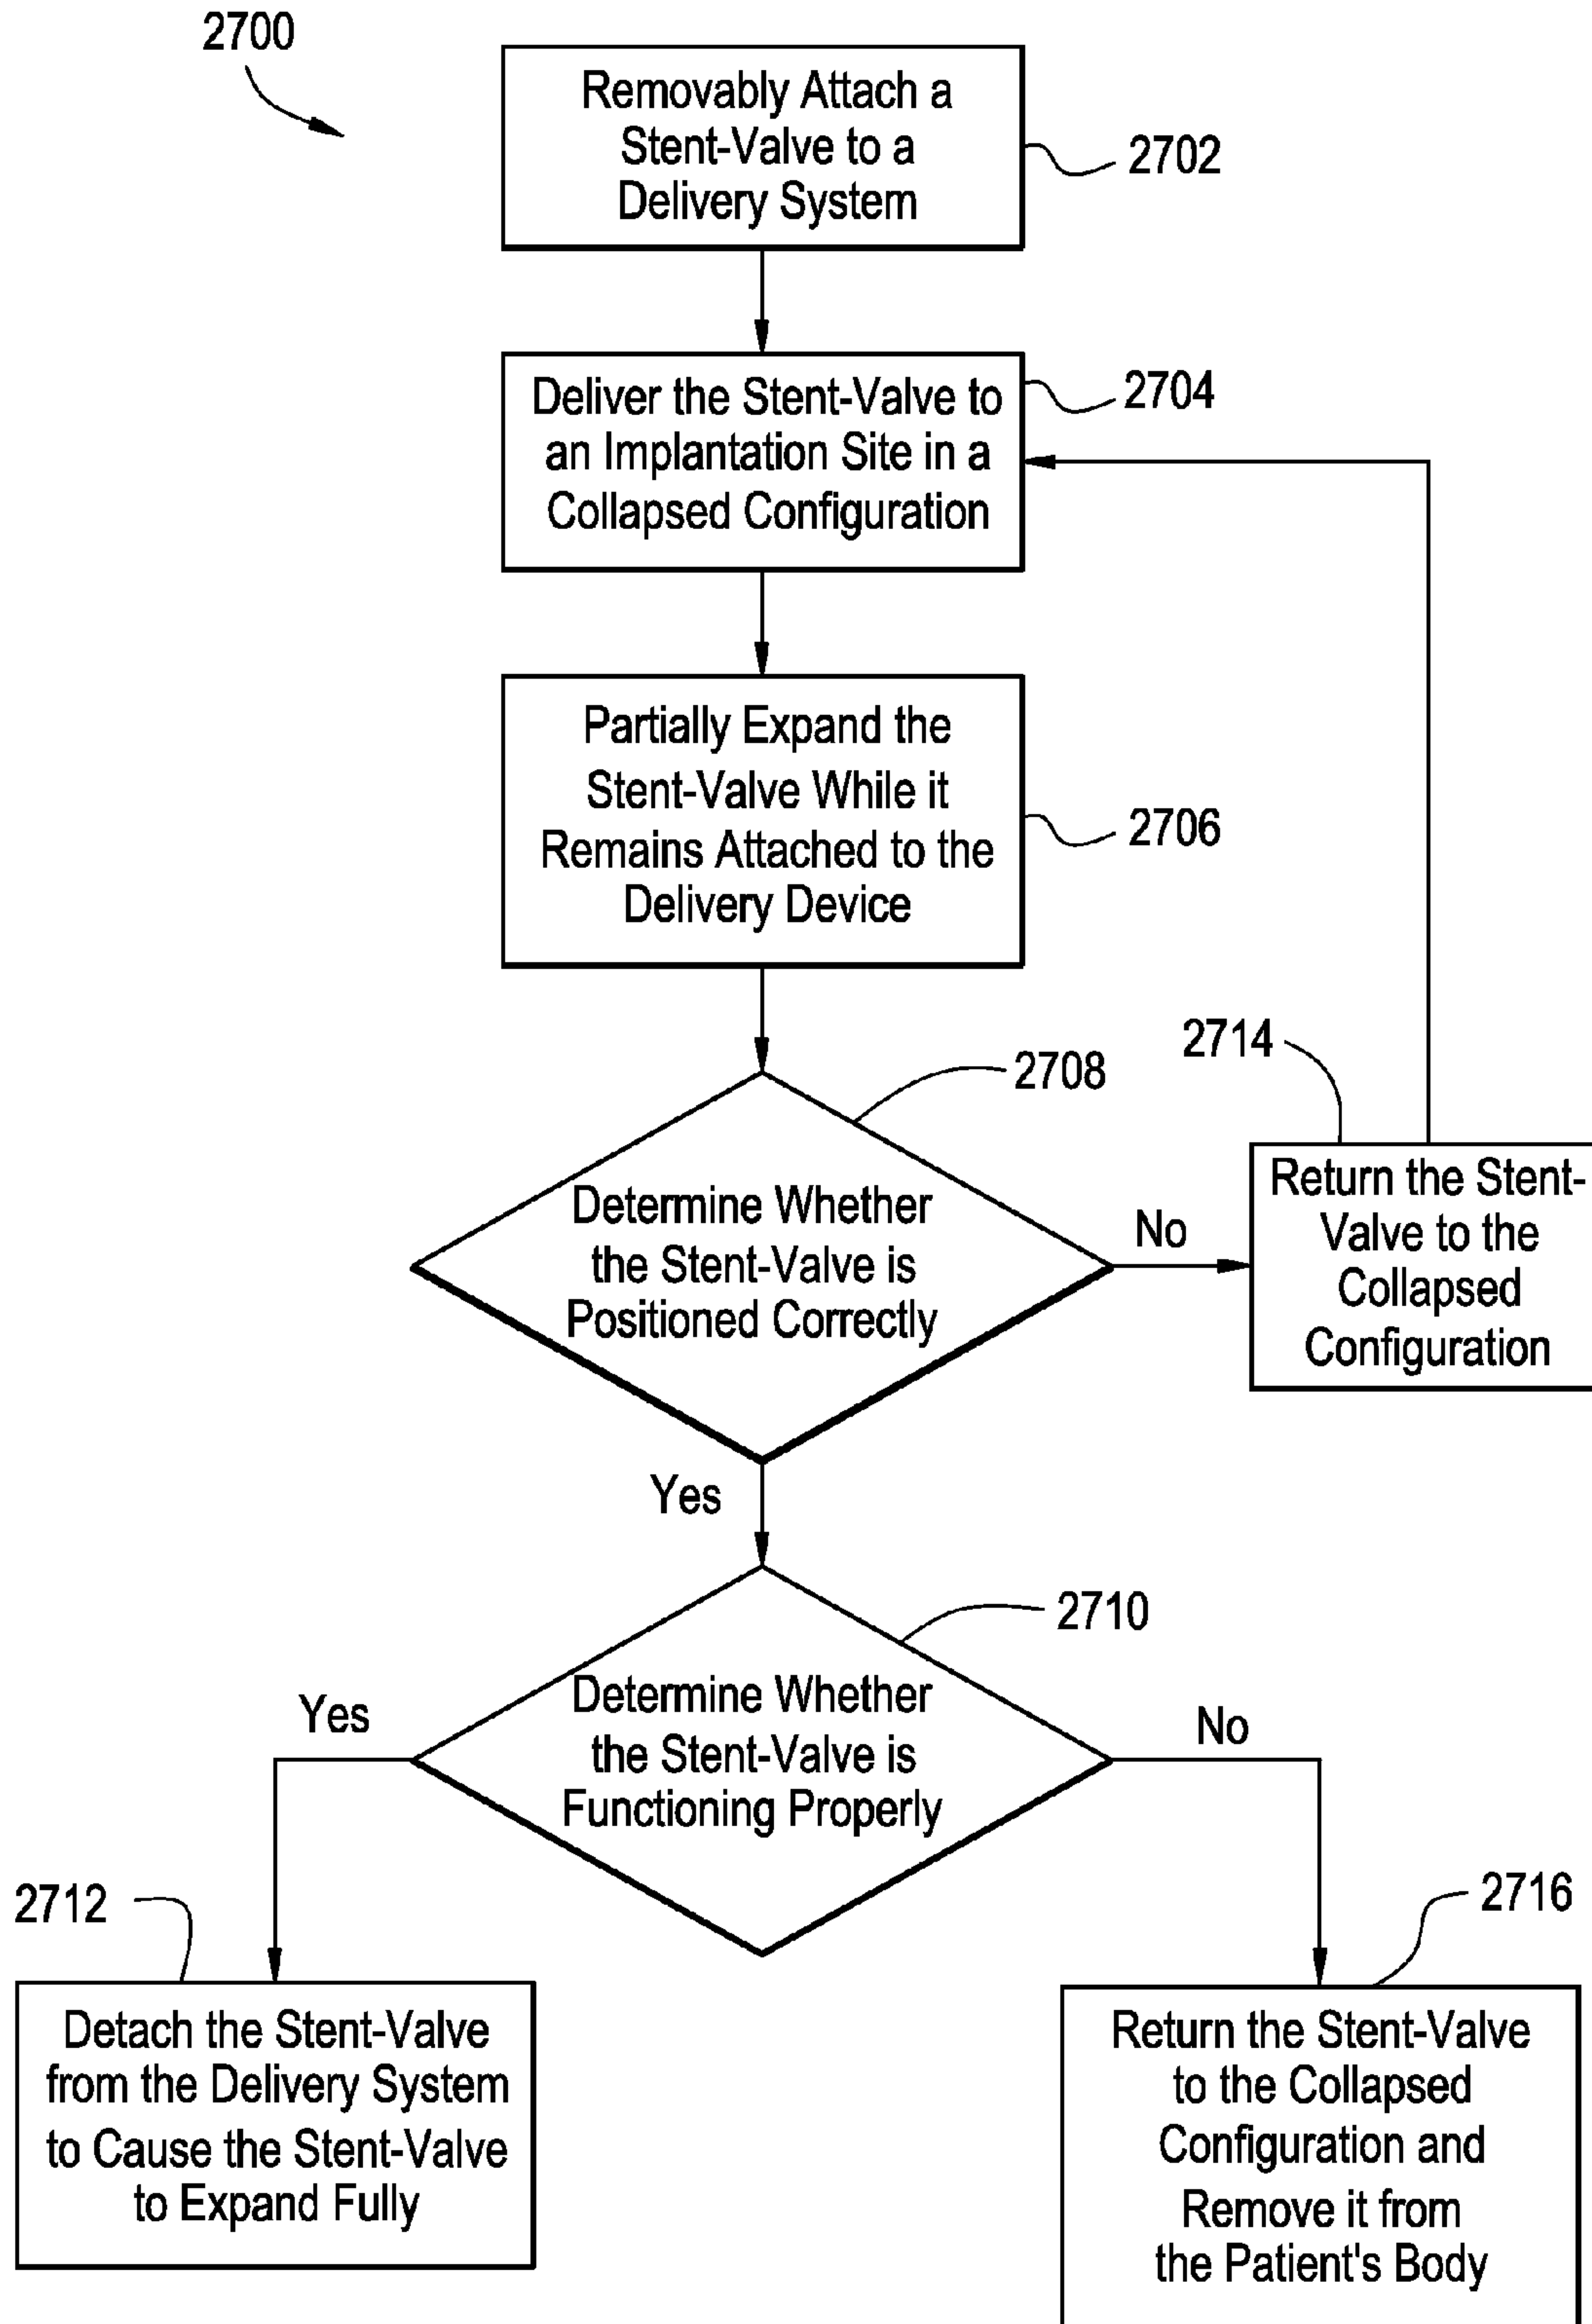 2700
Removably Attach a
Stent-Valve to a
Delivery System
2702
Deliver the Stent-Valve to
an Implantation Site in a
Collapsed Configuration
2704
Partially Expand the
Stent-Valve While it
Remains Attached to the
Delivery Device
2706
2708
Determine Whether
the Stent-Valve is
Positioned Correctly
No
2714
Return the Stent-
Valve to the
Collapsed
Configuration
Yes
2710
Determine Whether
the Stent-Valve is
Functioning Properly
Yes
No
2712
Detach the Stent-Valve
from the Delivery System
to Cause the Stent-Valve
to Expand Fully
2716
Return the Stent-Valve
to the Collapsed
Configuration and
Remove it from
the Patient's Body